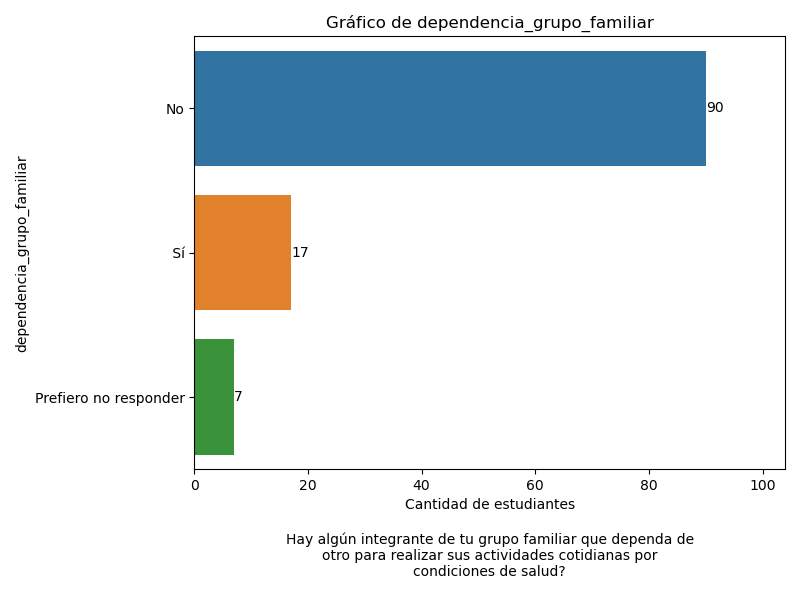 Gráfico de dependencia_grupo_familiar
dependencia_grupo_familiar
No
90
Sí
17
Prefiero no responder
7
0 20 40 60 80 100
Cantidad de estudiantes
Hay algún integrante de tu grupo familiar que dependa de
otro para realizar sus actividades cotidianas por
condiciones de salud?